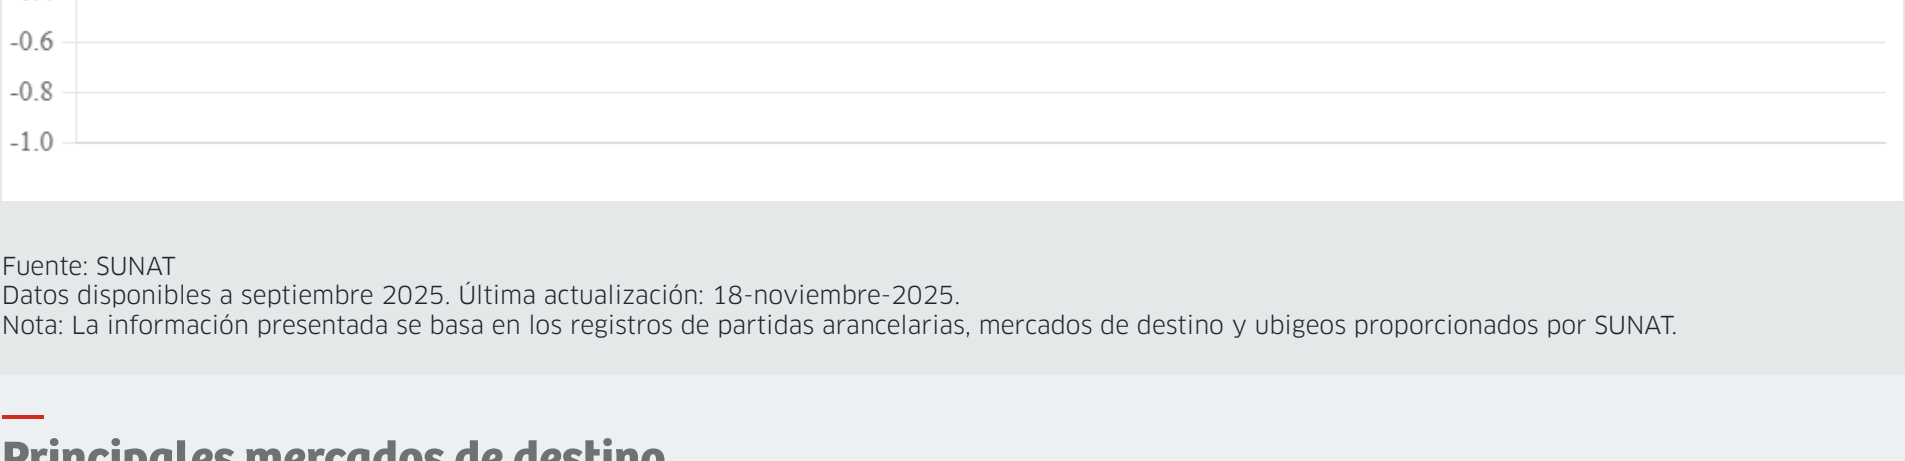 -0.6
-0.8
-1.0
Fuente: SUNAT
Datos disponibles a septiembre 2025. Última actualización: 18-noviembre-2025.
Nota: La información presentada se basa en los registros de partidas arancelarias, mercados de destino y ubigeos proporcionados por SUNAT.
Principales mercados de destino